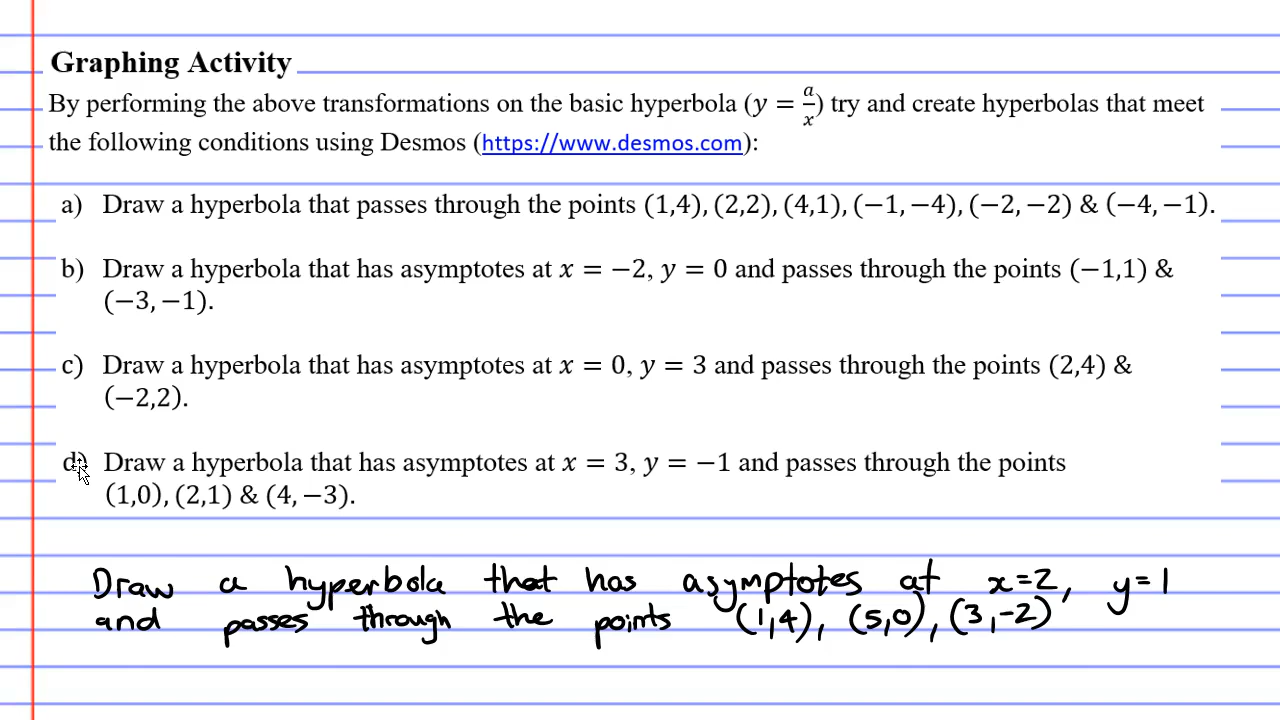 Graphing Activity
By performing the above transformations on the basic hyperbola (y = a/x) try and create hyperbolas that meet
the following conditions using Desmos (https://www.desmos.com):
a) Draw a hyperbola that passes through the points (1,4), (2,2), (4,1), (−1,−4), (−2,−2) & (−4,−1).
b) Draw a hyperbola that has asymptotes at x = −2, y = 0 and passes through the points (−1,1) &
(−3,−1).
c) Draw a hyperbola that has asymptotes at x = 0, y = 3 and passes through the points (2,4) &
(−2,2).
d) Draw a hyperbola that has asymptotes at x = 3, y = −1 and passes through the points
(1,0), (2,1) & (4,−3).
Draw a hyperbola that has asymptotes at x=2, y=1
and passes through the points (1,4), (5,0), (3,-2)